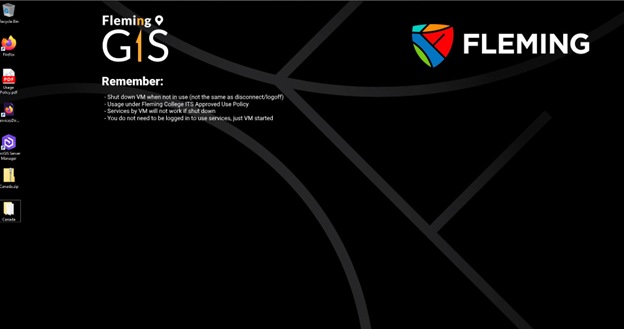 Recycle Bin
Firefox
Usage
Policy.pdf
ServicesDir...
ArcGIS Server
Manager
Canada.zip
Canada
Fleming
GIS
Remember:
- Shut down VM when not in use (not the same as disconnect/logoff)
- Usage under Fleming College ITS Approved Use Policy
- Services by VM will not work if shut down
- You do not need to be logged in to use services, just VM started
FLEMING